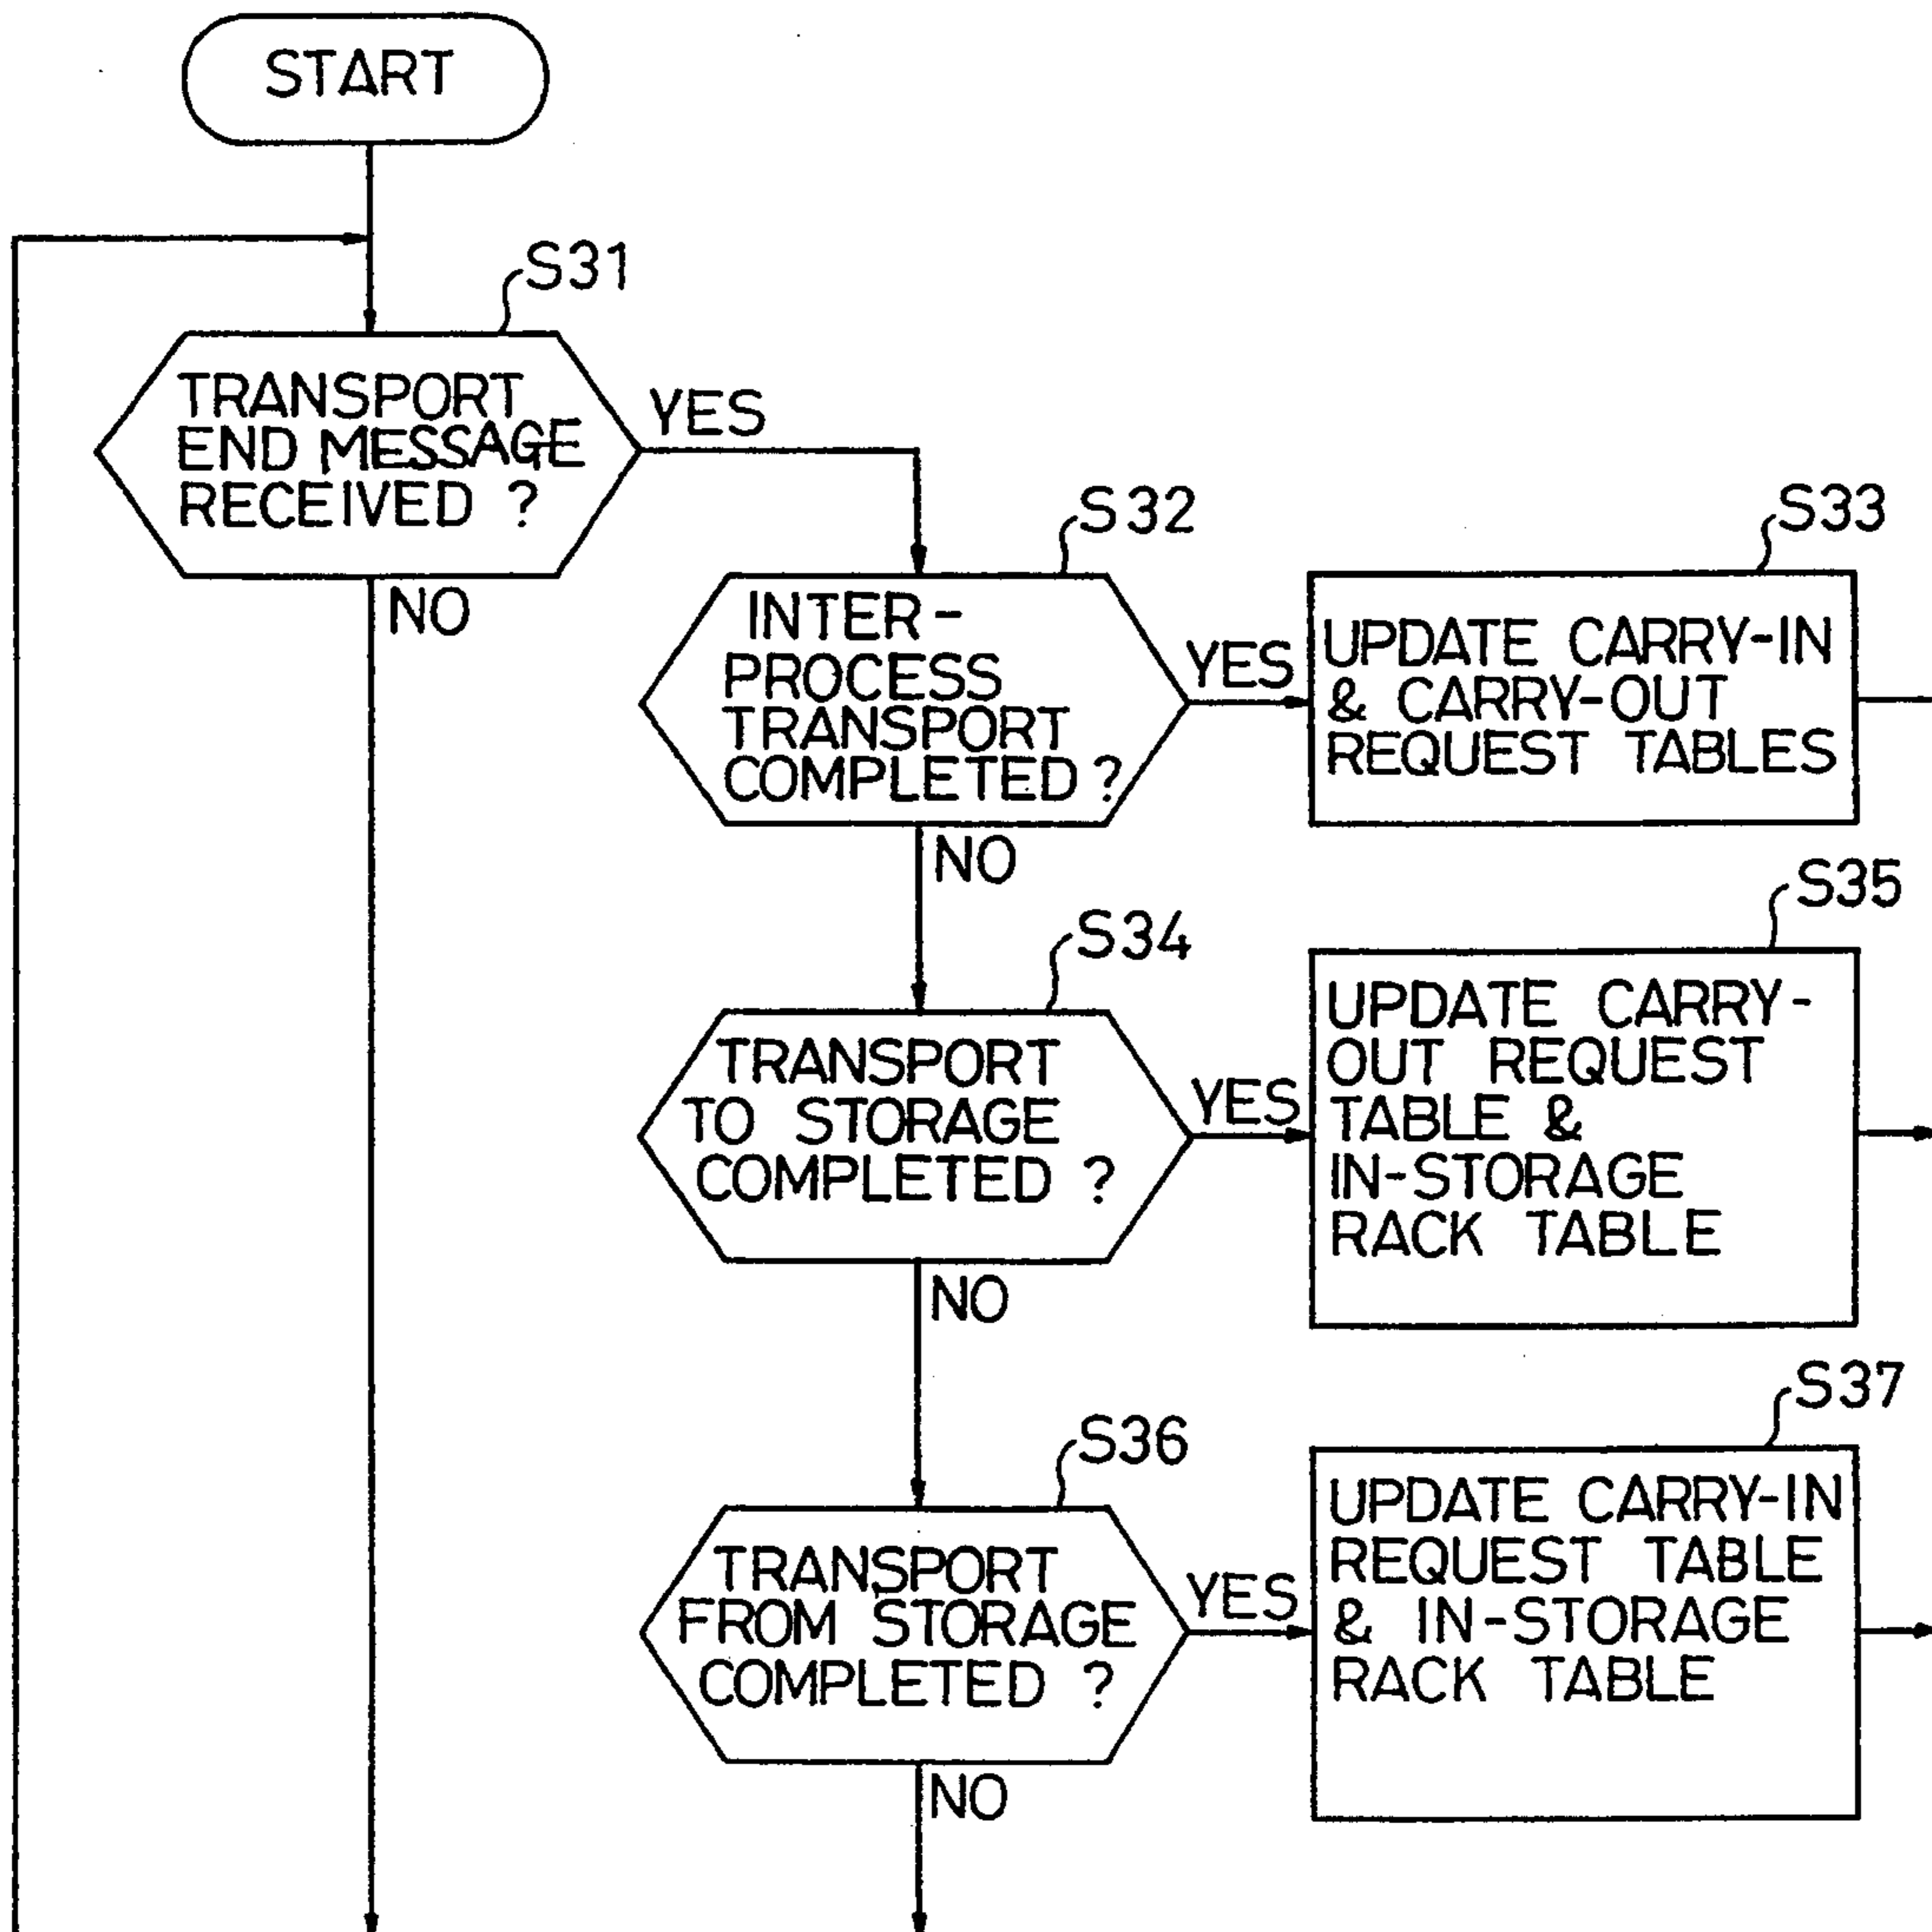 START
S31
TRANSPORT
END MESSAGE
RECEIVED ?
YES
NO
S32
INTER-
PROCESS
TRANSPORT
COMPLETED ?
YES
NO
S33
UPDATE CARRY-IN
& CARRY-OUT
REQUEST TABLES
S34
TRANSPORT
TO STORAGE
COMPLETED ?
YES
NO
S35
UPDATE CARRY-
OUT REQUEST
TABLE &
IN-STORAGE
RACK TABLE
S36
TRANSPORT
FROM STORAGE
COMPLETED ?
YES
NO
S37
UPDATE CARRY-IN
REQUEST TABLE
& IN-STORAGE
RACK TABLE